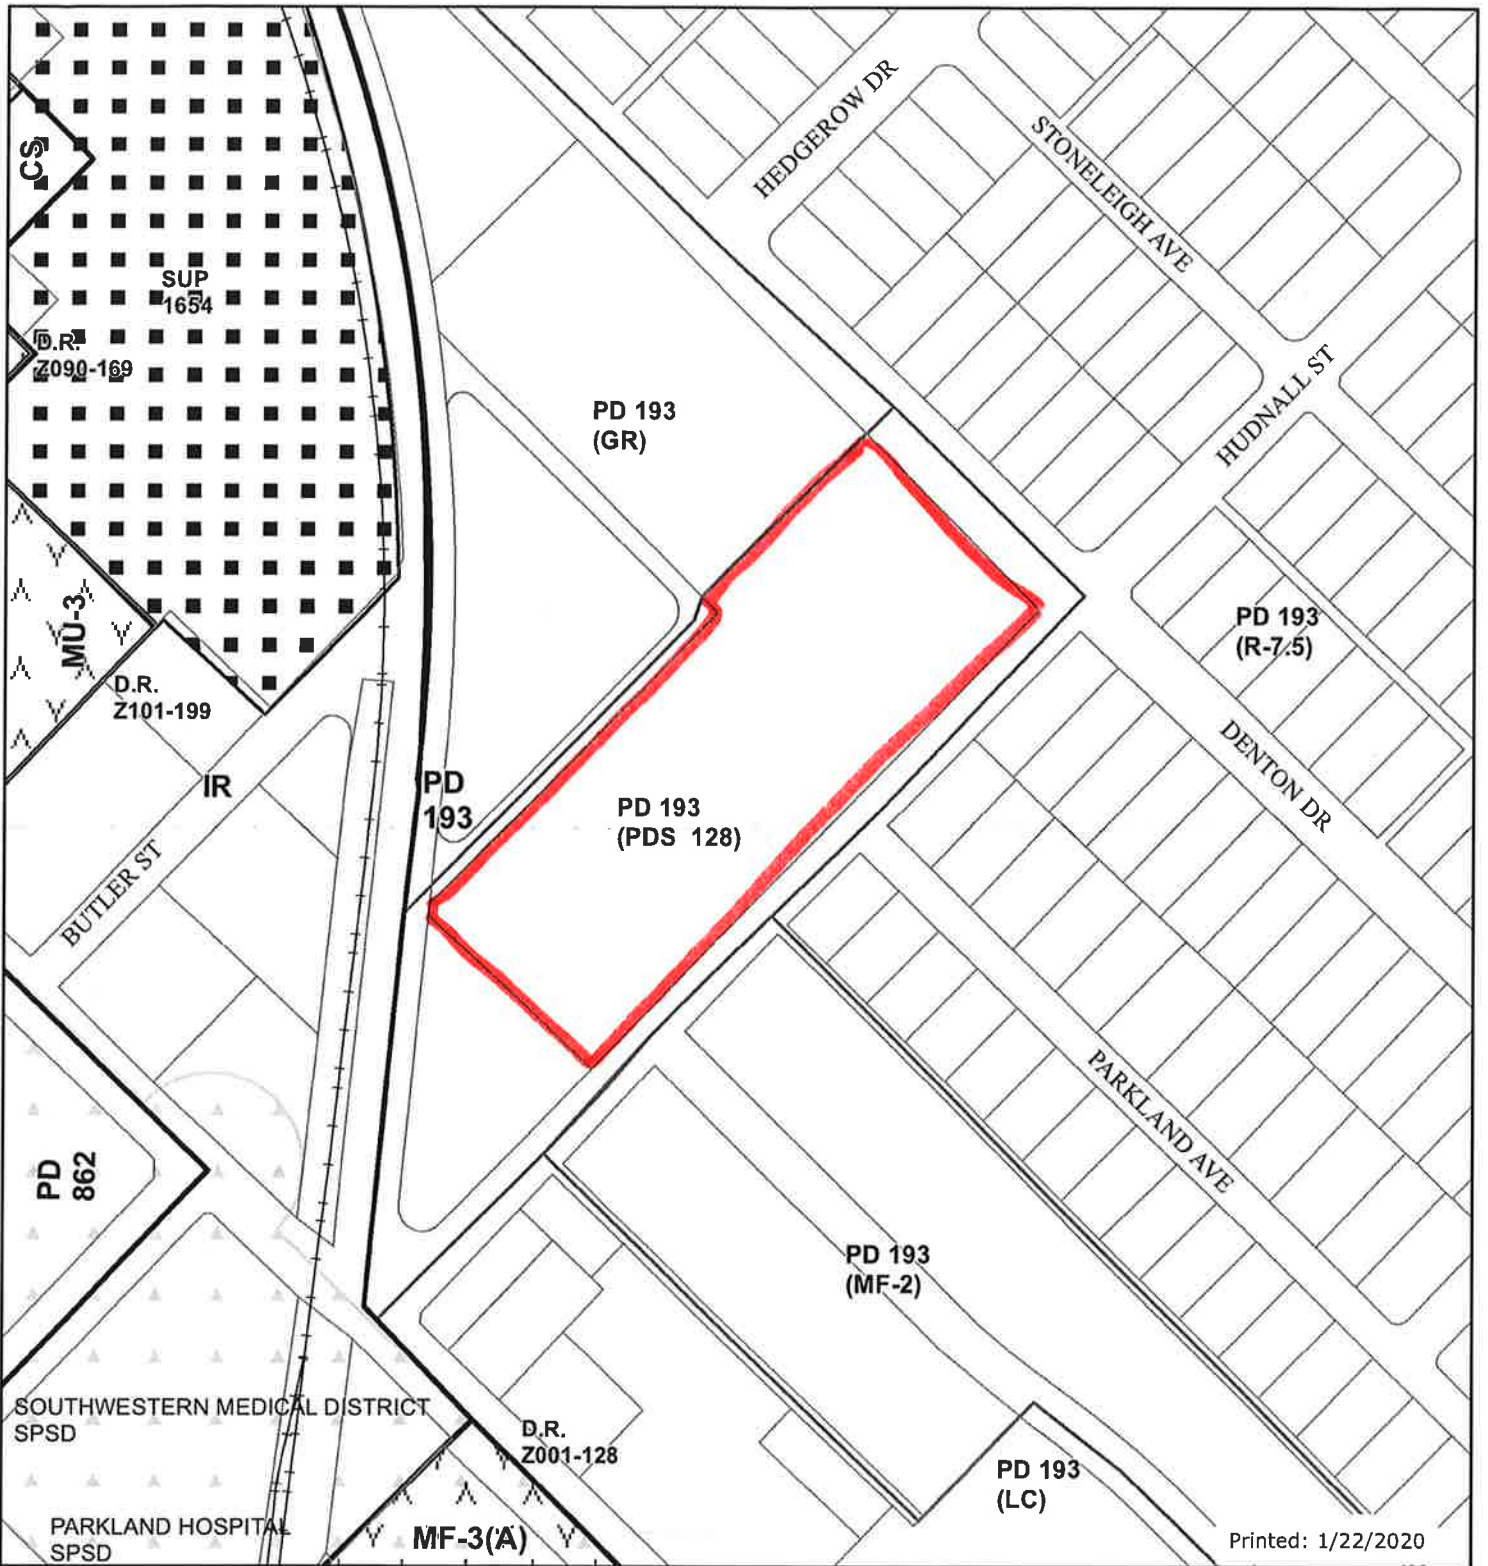 HEDGEROW DR
STONELEIGH AVE
CS
SUP
1654
D.R.
Z090-169
HUDNALL ST
PD 193
(GR)
MU-3
PD 193
(R-7.5)
D.R.
Z101-199
IR
PD
193
PD 193
(PDS 128)
DENTON DR
BUTLER ST
PARKLAND AVE
PD
862
PD 193
(MF-2)
SOUTHWESTERN MEDICAL DISTRICT
SPSD
D.R.
Z001-128
PD 193
(LC)
PARKLAND HOSPITAL
SPSD
MF-3(A)
Printed: 1/22/2020